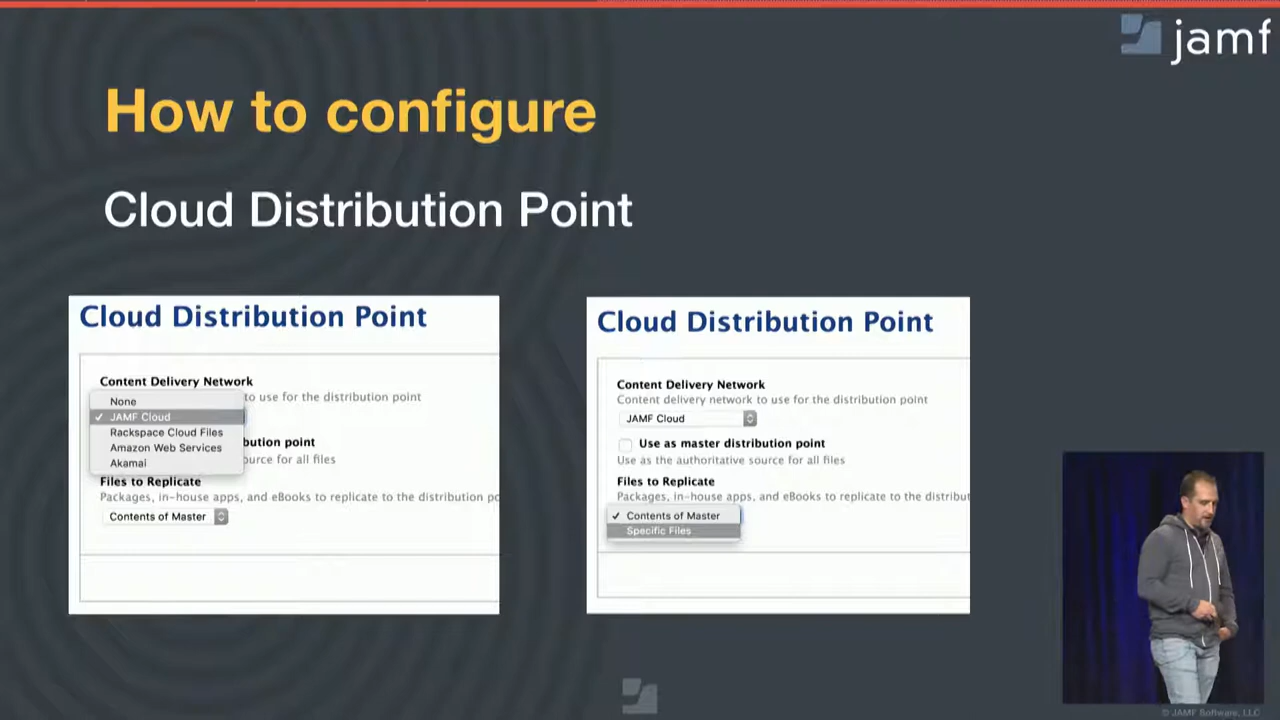 jamf
How to configure
Cloud Distribution Point
Cloud Distribution Point
Content Delivery Network
None
to use for the distribution point
✓ JAMF Cloud
Rackspace Cloud Files
bution point
Amazon Web Services
urce for all files
Akamai
Files to Replicate
Packages, in-house apps, and eBooks to replicate to the distribution po
Contents of Master
Cloud Distribution Point
Content Delivery Network
Content delivery network to use for the distribution point
JAMF Cloud
Use as master distribution point
Use as the authoritative source for all files
Files to Replicate
Packages, in-house apps, and eBooks to replicate to the distribut
✓ Contents of Master
Specific Files
© JAMF Software, LLC